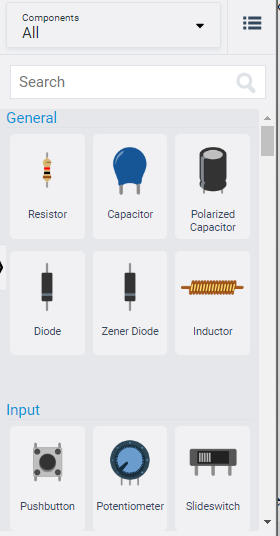 Components
All
Search
General
Resistor
Capacitor
Polarized
Capacitor
Diode
Zener Diode
Inductor
Input
Pushbutton
Potentiometer
Slideswitch